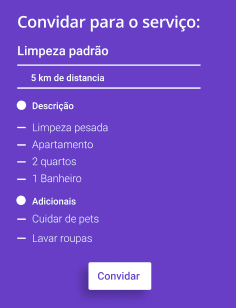 Convidar para o serviço:
Limpeza padrão
5 km de distancia
Descrição
Limpeza pesada
Apartamento
2 quartos
1 Banheiro
Adicionais
Cuidar de pets
Lavar roupas
Convidar